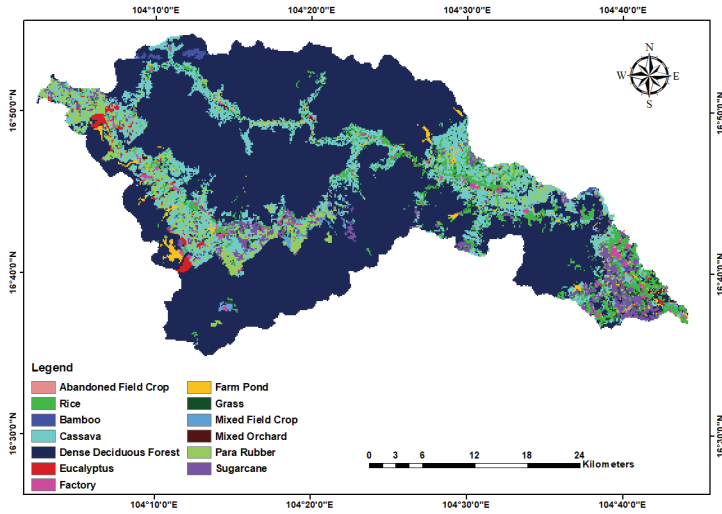 104°10'0"E 104°20'0"E 104°30'0"E 104°40'0"E
N
W E
S
16°50'0"N 16°50'0"N
16°40'0"N 16°40'0"N
16°30'0"N 16°30'0"N
Legend
Abandoned Field Crop Farm Pond
Rice Grass
Bamboo Mixed Field Crop
Cassava Mixed Orchard
Dense Deciduous Forest Para Rubber
Eucalyptus Sugarcane
Factory
0 3 6 12 18 24 Kilometers
104°10'0"E 104°20'0"E 104°30'0"E 104°40'0"E